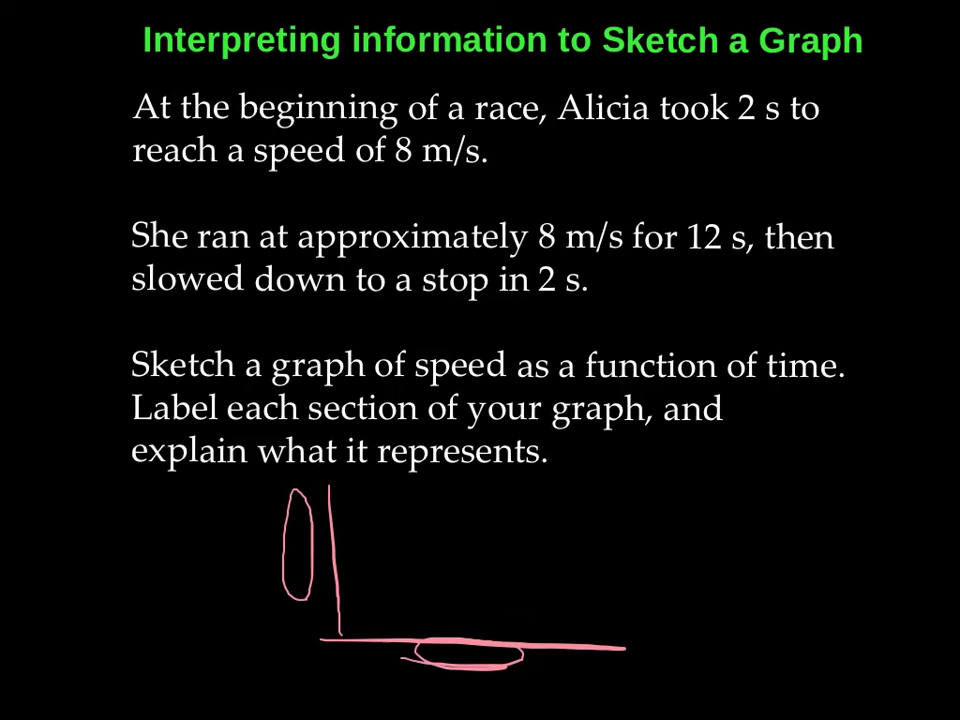 Interpreting information to Sketch a Graph
At the beginning of a race, Alicia took 2 s to
reach a speed of 8 m/s.
She ran at approximately 8 m/s for 12 s, then
slowed down to a stop in 2 s.
Sketch a graph of speed as a function of time.
Label each section of your graph, and
explain what it represents.